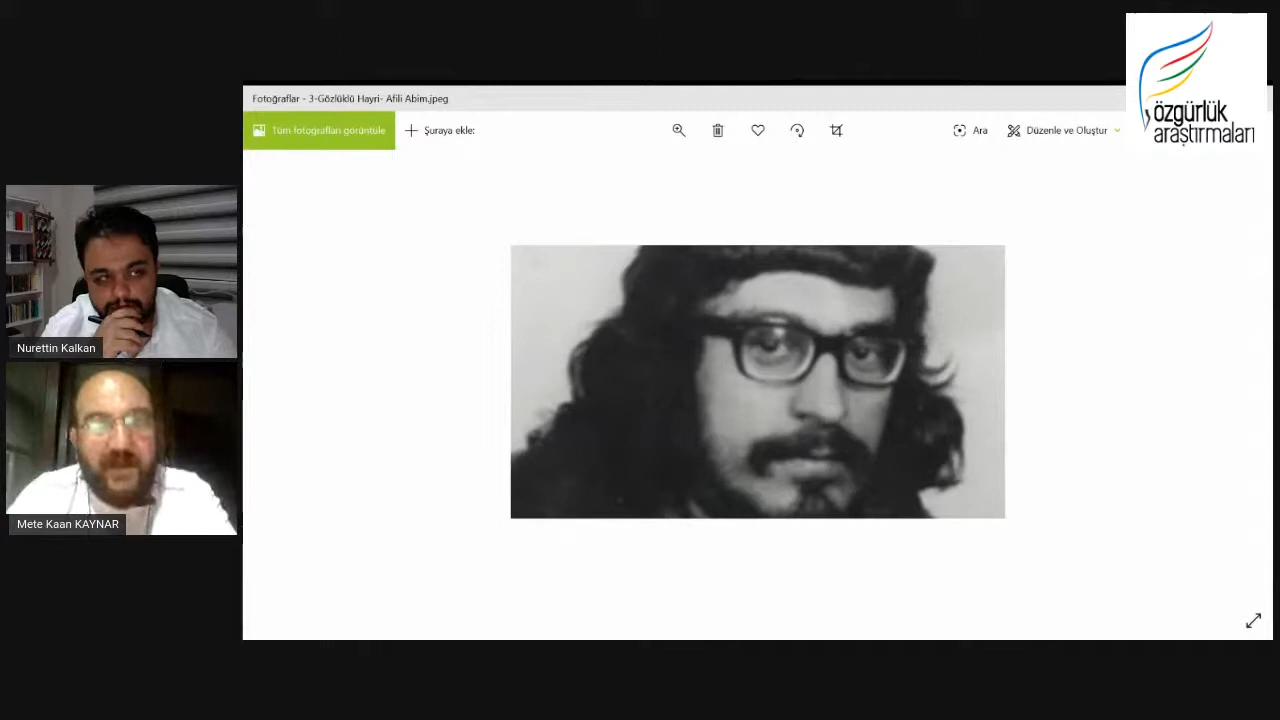 Fotoğraflar - 3-Gözlüklü Hayri- Afili Abim.jpeg
Tüm fotoğrafları görüntüle
Şuraya ekle:
Ara
Düzenle ve Oluştur
özgürlük
araştırmaları
Nurettin Kalkan
Mete Kaan KAYNAR